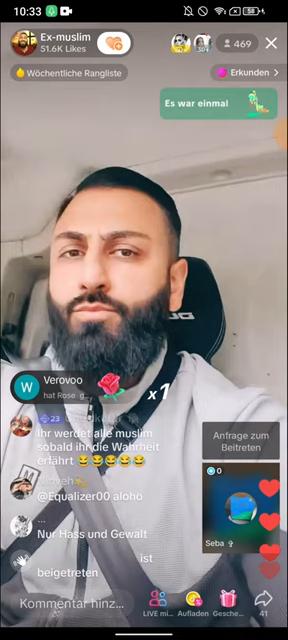 10:33
58
Ex-muslim
51.6K Likes
469
Wöchentliche Rangliste
Erkunden >
Es war einmal
W
Verovoo
hat Rose g...
x1
23
Ihr werdet alle muslim
sobald ihr die Wahrheit
erfährt 😂😂😂😂😂
@Equalizer00 aloho
...
Nur Hass und Gewalt
ist
beigetreten
Anfrage zum
Beitreten
0
Seba ✞
Kommentar hinz...
LIVE mi...
Aufladen
Gesche...
41